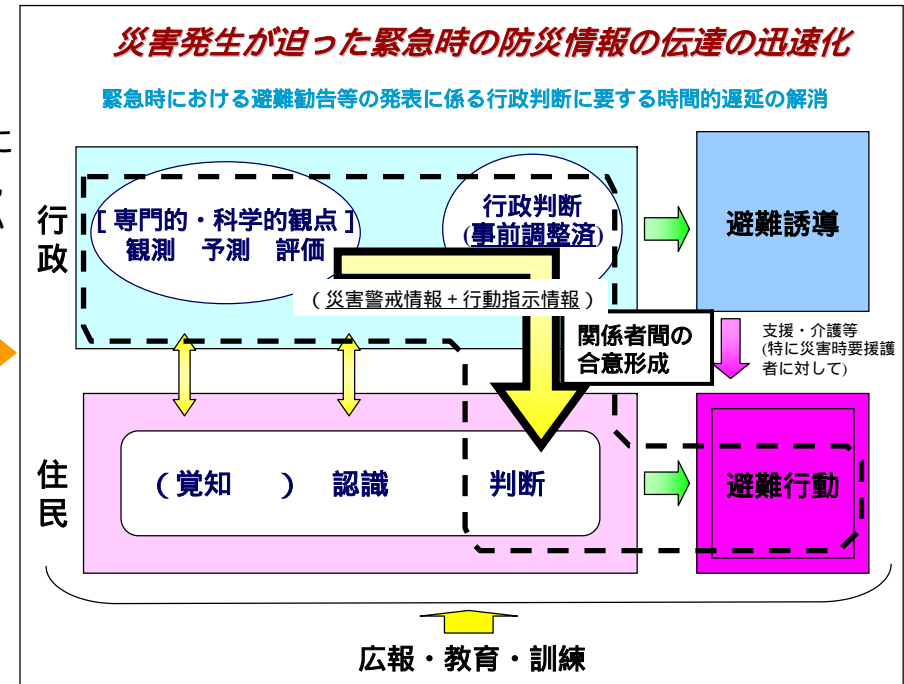 災害発生が迫った緊急時の防災情報の伝達の迅速化
緊急時における避難勧告等の発表に係る行政判断に要する時間的遅延の解消
に
行政
[ 専門的・科学的観点 ]
観測 予測 評価
行政判断
(事前調整済)
避難誘導
( 災害警戒情報 + 行動指示情報 )
関係者間の
合意形成
支援・介護等
(特に災害時要援護
者に対して)
住民
( 覚知 ) 認識 判断
避難行動
広報・教育・訓練